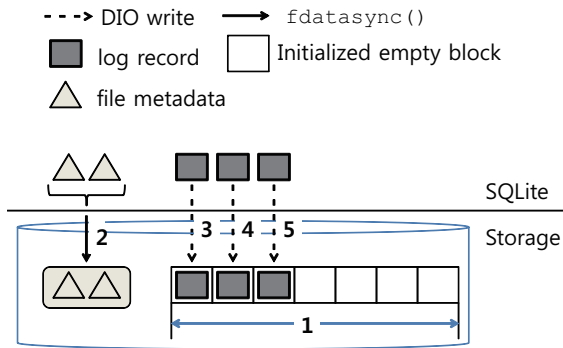 DIO write
fdatasync()
log record
Initialized empty block
file metadata
SQLite
2 3 4 5
Storage
1